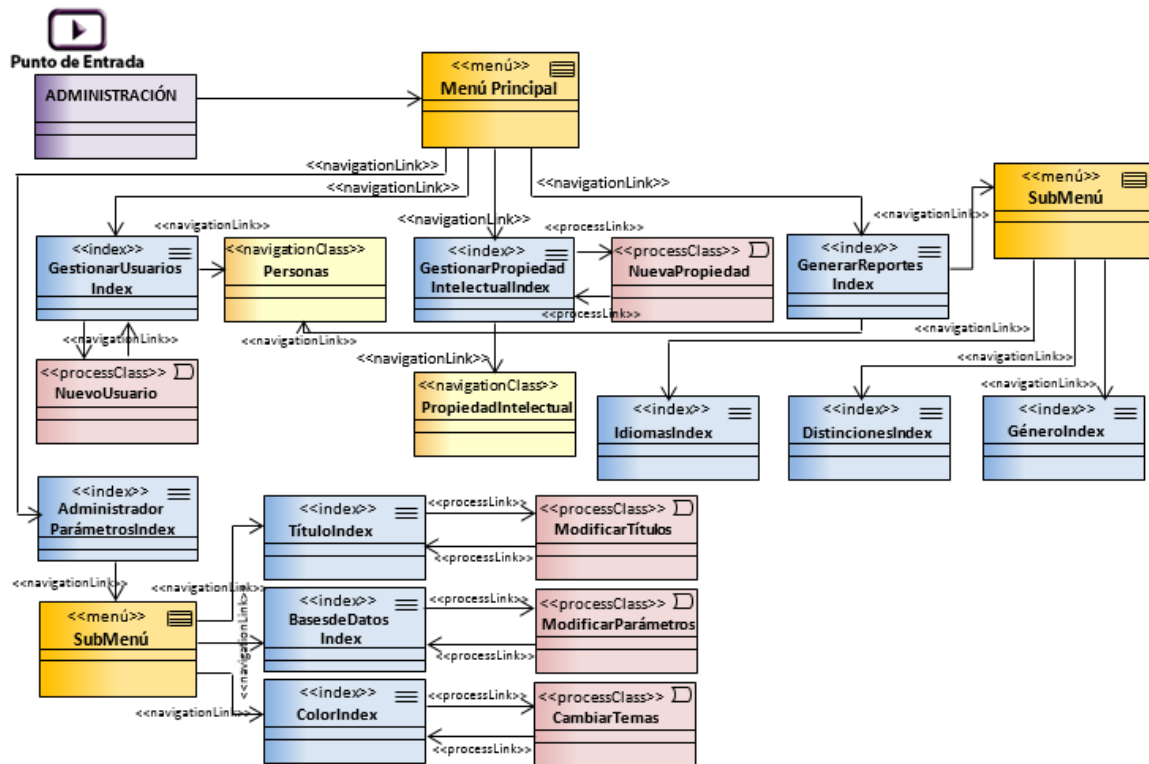 Punto de Entrada
ADMINISTRACIÓN
<<menú>>
Menú Principal
<<navigationLink>>
<<navigationLink>>
<<navigationLink>>
<<navigationLink>>
<<menú>>
SubMenú
<<navigationLink>>
<<navigationLink>>
<<processLink>>
<<index>>
GestionarUsuarios
Index
<<navigationClass>>
Personas
<<index>>
GestionarPropiedad
IntelectualIndex
<<processClass>>
NuevaPropiedad
<<index>>
GenerarReportes
Index
<<processLink>>
<<navigationLink>>
<<navigationLink>>
<<navigationLink>>
<<navigationLink>>
<<navigationLink>>
<<processClass>>
NuevoUsuario
<<navigationClass>>
PropiedadIntelectual
<<index>>
IdiomasIndex
<<index>>
DistincionesIndex
<<index>>
GéneroIndex
<<index>>
Administrador
ParámetrosIndex
<<index>>
TítuloIndex
<<processLink>>
<<processClass>>
ModificarTítulos
<<processLink>>
<<navigationLink>>
<<navigationLink>>
<<menú>>
SubMenú
<<navigationLink>>
<<index>>
BasesdeDatos
Index
<<processLink>>
<<processClass>>
ModificarParámetros
<<processLink>>
<<navigationLink>>
<<index>>
ColorIndex
<<processLink>>
<<processClass>>
CambiarTemas
<<processLink>>